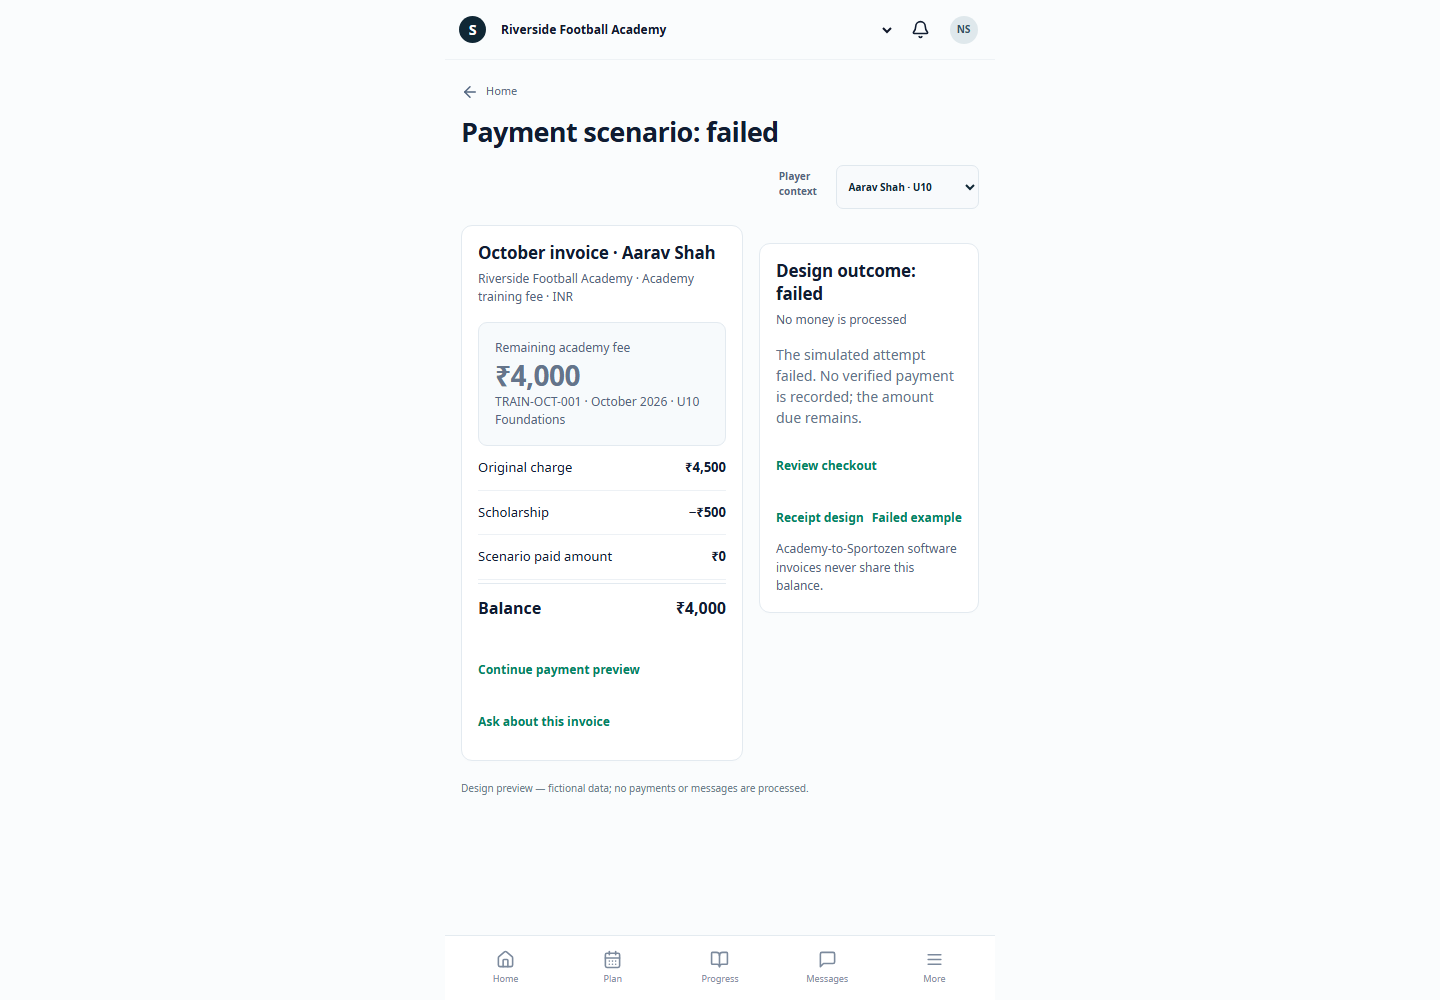 S
Riverside Football Academy
NS
Home
Payment scenario: failed
Player
context
Aarav Shah · U10
October invoice · Aarav Shah
Riverside Football Academy · Academy
training fee · INR
Remaining academy fee
₹4,000
TRAIN-OCT-001 · October 2026 · U10
Foundations
Original charge ₹4,500
Scholarship −₹500
Scenario paid amount ₹0
Balance ₹4,000
Continue payment preview
Ask about this invoice
Design outcome:
failed
No money is processed
The simulated attempt
failed. No verified payment
is recorded; the amount
due remains.
Review checkout
Receipt design Failed example
Academy-to-Sportozen software
invoices never share this
balance.
Design preview — fictional data; no payments or messages are processed.
Home Plan Progress Messages More